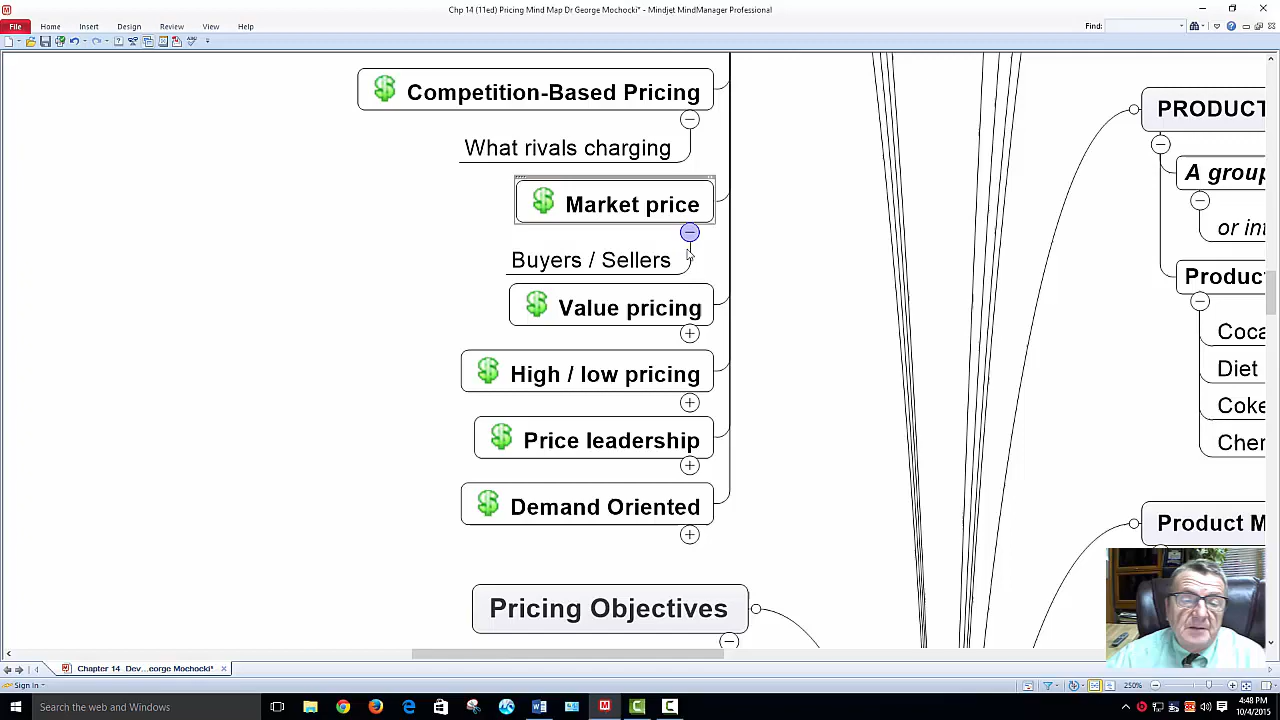 Chp 14 (11ed) Pricing Mind Map Dr George Mochocki* - Mindjet MindManager Professional
File Home Insert Design Review View Help
Find:
Competition-Based Pricing
What rivals charging
Market price
Buyers / Sellers
Value pricing
High / low pricing
Price leadership
Demand Oriented
Pricing Objectives
PRODUCT
A group
or int
Product
Coca
Diet
Coke
Cher
Product M
Chapter 14 Dev...eorge Mochocki*
Sign In
250%
Search the web and Windows
4:48 PM
10/4/2015